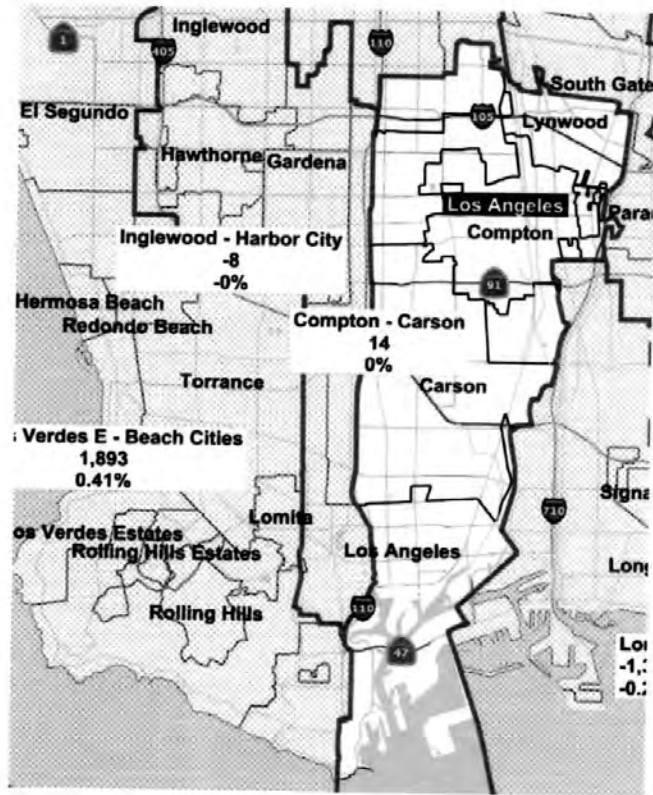 1
Inglewood
405
110
South Gate
El Segundo
105
Lynwood
Hawthorne
Gardena
Los Angeles
Compton
Inglewood - Harbor City
-8
-0%
91
Hermosa Beach
Redondo Beach
Compton - Carson
14
0%
Torrance
Carson
Verdes E - Beach Cities
1,893
0.41%
710
Lomita
os Verdes Estates
Rolling Hills Estates
Los Angeles
Rolling Hills
110
47